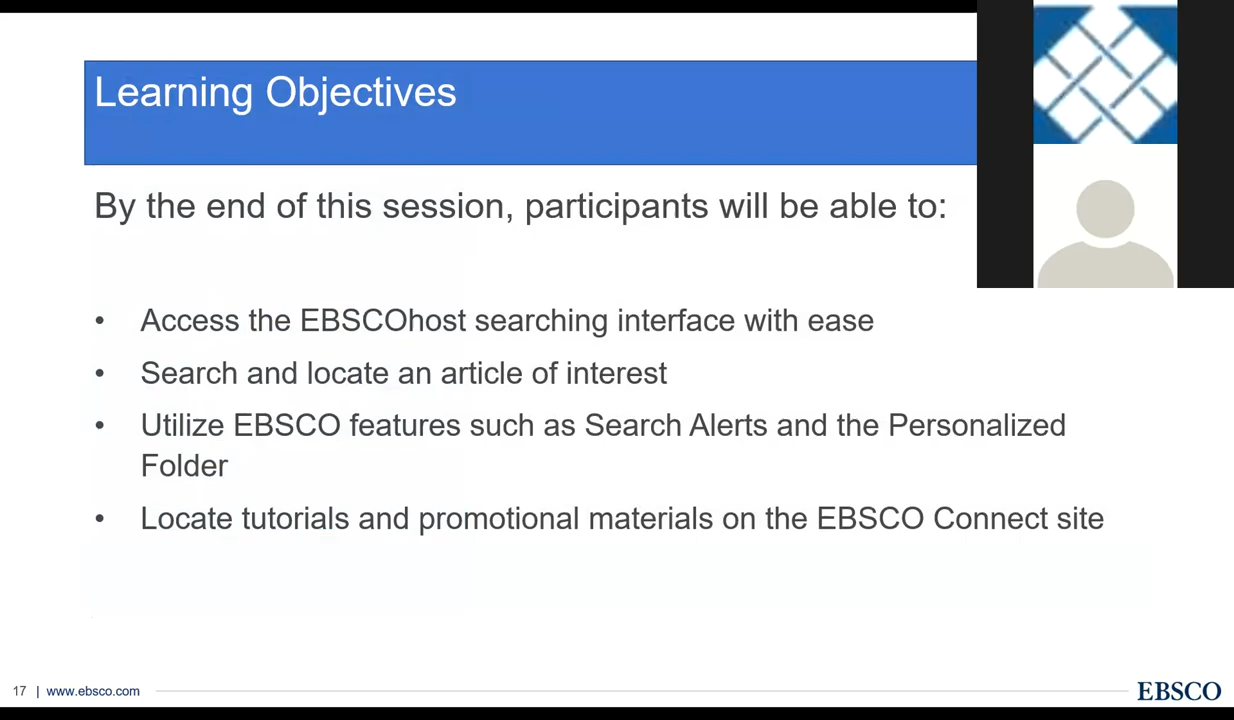 Learning Objectives
By the end of this session, participants will be able to:
• Access the EBSCOhost searching interface with ease
• Search and locate an article of interest
• Utilize EBSCO features such as Search Alerts and the Personalized
Folder
• Locate tutorials and promotional materials on the EBSCO Connect site
17 | www.ebsco.com
EBSCO